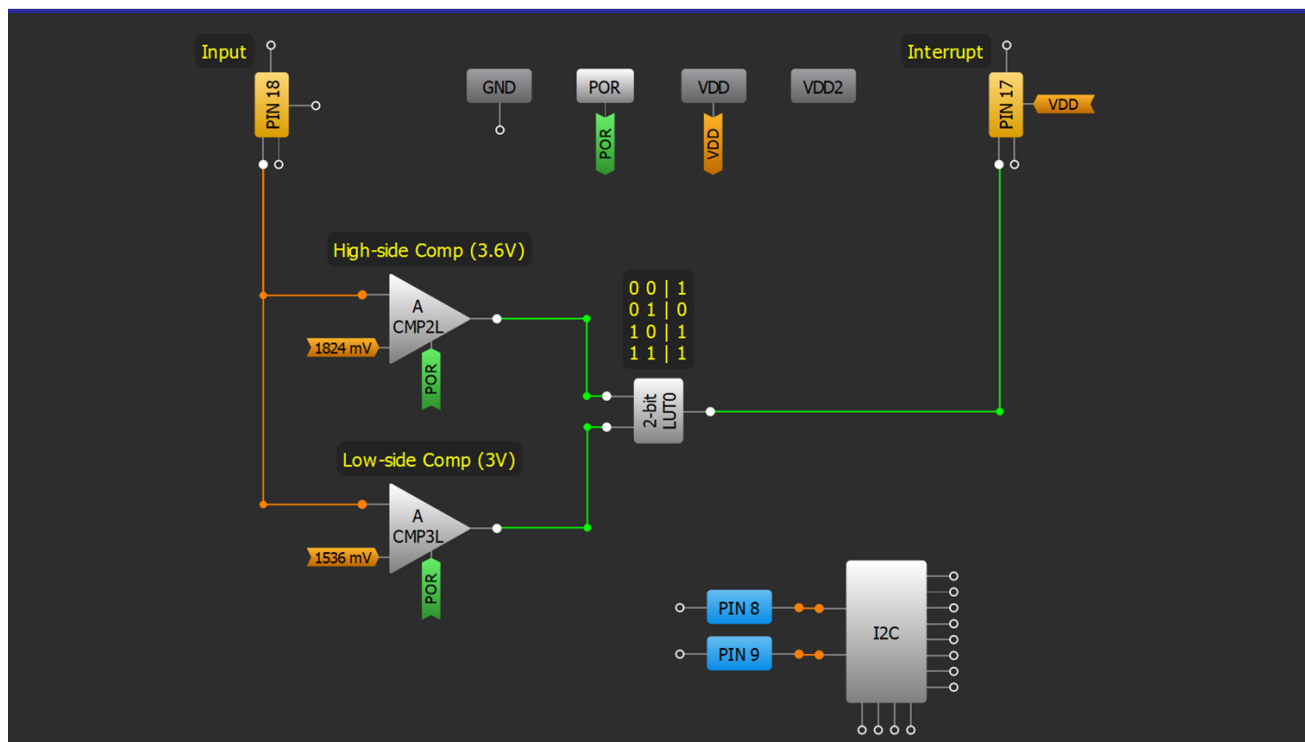 Input
Interrupt
PIN 18
GND
POR
VDD
VDD2
PIN 17
VDD
POR
VDD
High-side Comp (3.6V)
A
CMP2L
1824 mV
POR
0 0 | 1
0 1 | 0
1 0 | 1
1 1 | 1
2-bit
LUT0
Low-side Comp (3V)
A
CMP3L
1536 mV
POR
PIN 8
PIN 9
I2C